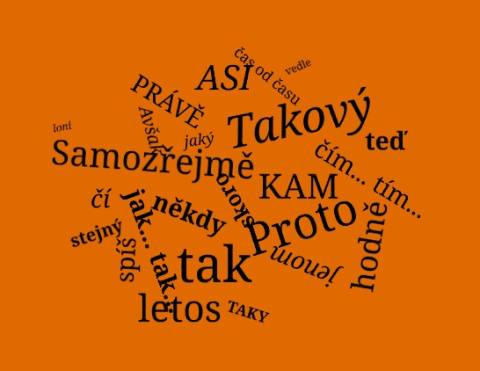 čas od času
vedle
ASI
PRÁVĚ
Takový
Avšak
loni
jaký
teď
Samozřejmě
čím... tím...
skoro
KAM
čí
jak... tak...
někdy
Proto
hodně
stejný
spíš
tak
jenom
letos
TAKY